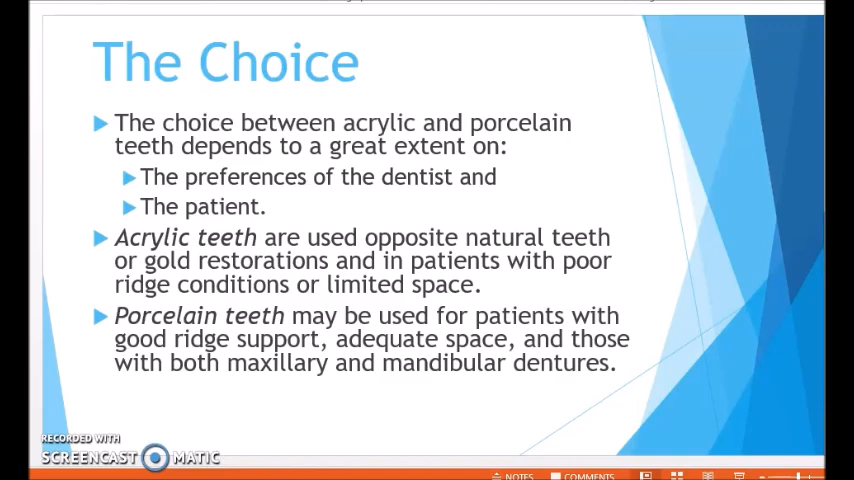 The Choice
The choice between acrylic and porcelain
teeth depends to a great extent on:
The preferences of the dentist and
The patient.
Acrylic teeth are used opposite natural teeth
or gold restorations and in patients with poor
ridge conditions or limited space.
Porcelain teeth may be used for patients with
good ridge support, adequate space, and those
with both maxillary and mandibular dentures.
RECORDED WITH
SCREENCAST MATIC
NOTES COMMENTS